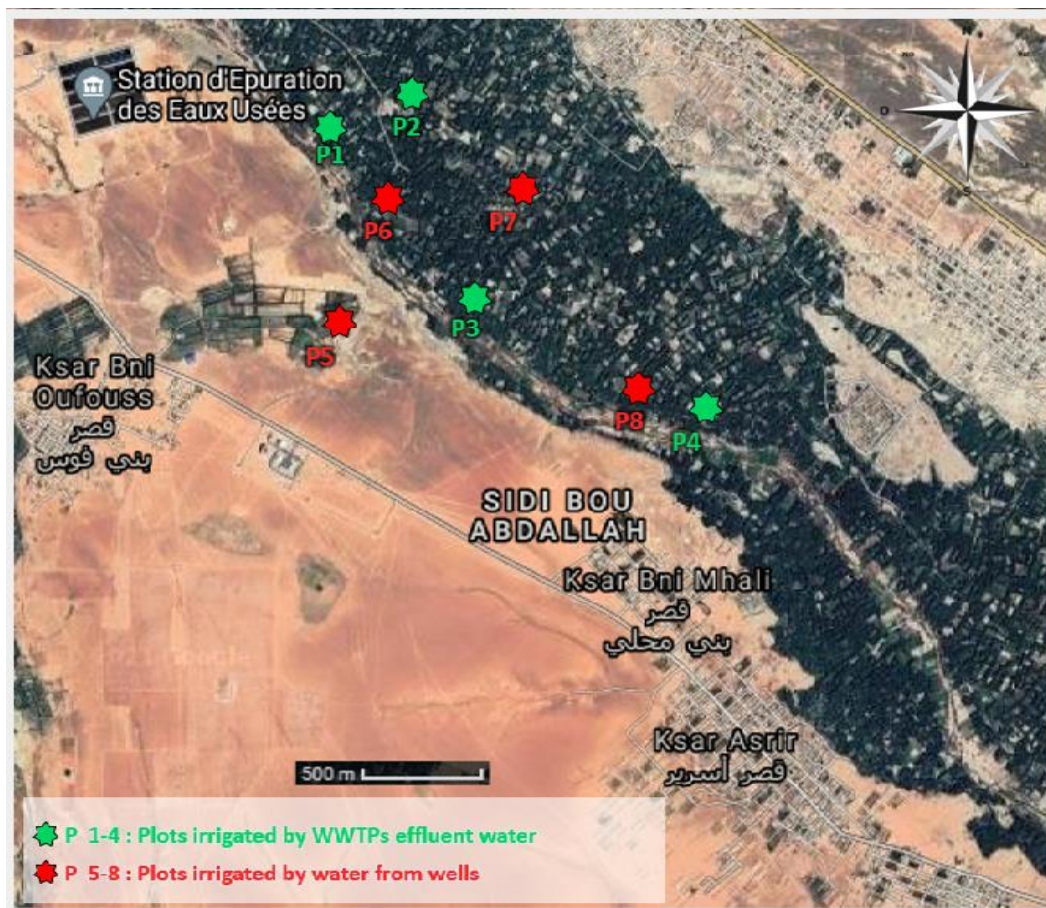 Station d'Epuration
des Eaux Usées
N
O
S
P1
P2
P6
P7
P3
P5
P8
P4
Ksar Bni
Oufouss
قصر
بني فوس
SIDI BOU
ABDALLAH
Ksar Bni Mhali
قصر
بني محلي
Ksar Asrir
قصر أسرير
500 m
P 1-4 : Plots irrigated by WWTPs effluent water
P 5-8 : Plots irrigated by water from wells